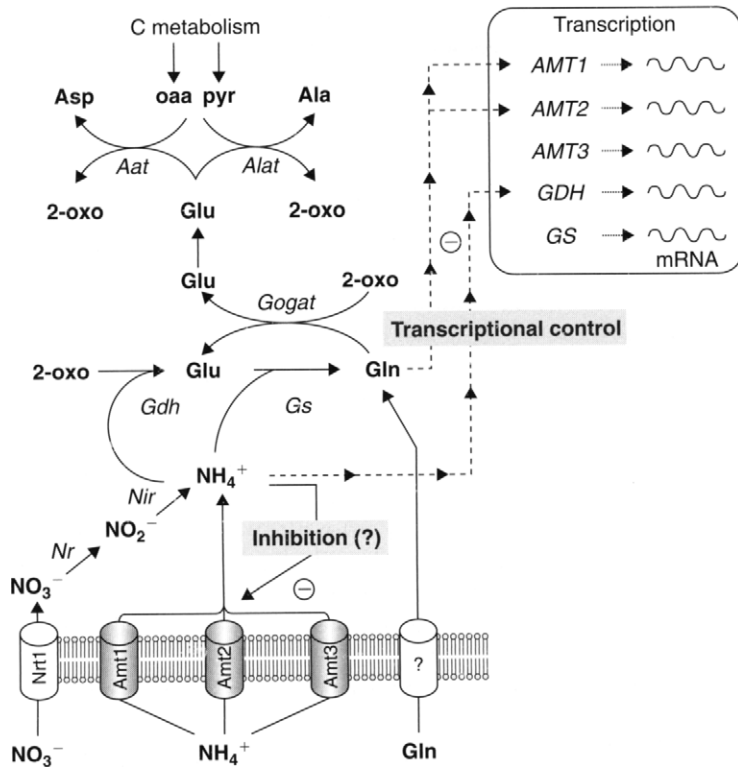 C metabolism
Asp oaa pyr Ala
Aat Alat
2-oxo Glu 2-oxo
Glu 2-oxo
Gogat
2-oxo Glu Gln
Gdh Gs
NH₄⁺
Nir
NO₂⁻
Nr
NO₃⁻
Inhibition (?)
−
Nrt1 Amt1 Amt2 Amt3 ?
NO₃⁻ NH₄⁺ Gln
Transcriptional control
−
Transcription
AMT1
AMT2
AMT3
GDH
GS
mRNA